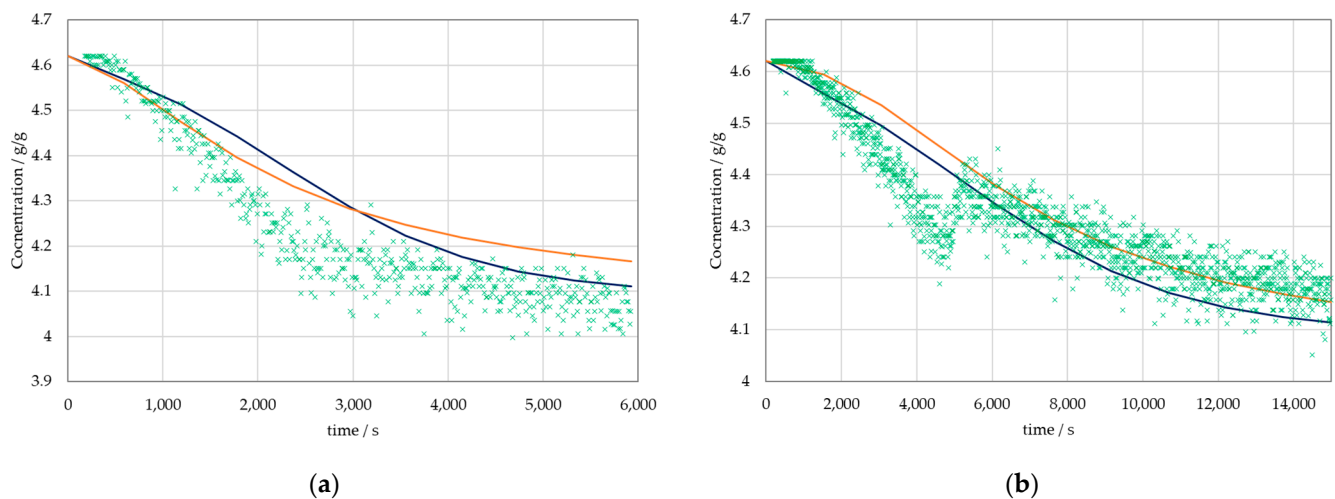 4.7
4.6
4.5
4.4
4.3
4.2
4.1
4
3.9
Cocnentration / g/g
0 1,000 2,000 3,000 4,000 5,000 6,000
time / s
(a)
4.7
4.6
4.5
4.4
4.3
4.2
4.1
4
Cocnentration / g/g
0 2,000 4,000 6,000 8,000 10,000 12,000 14,000
time / s
(b)